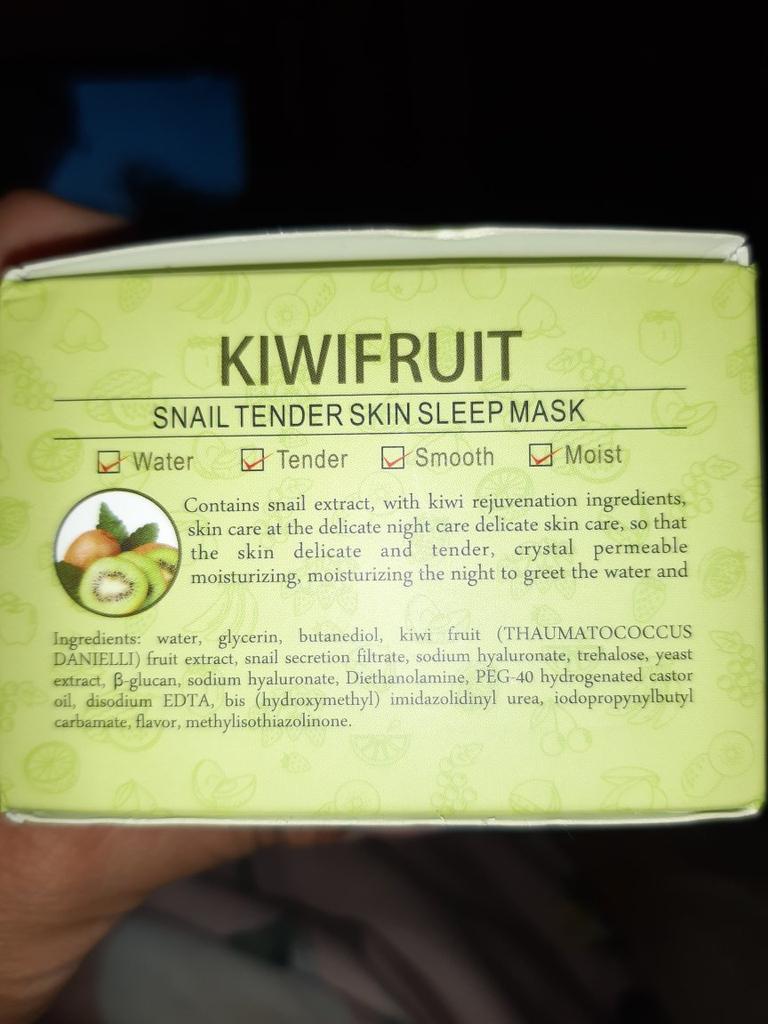 KIWIFRUIT
SNAIL TENDER SKIN SLEEP MASK
Water Tender Smooth Moist
Contains snail extract, with kiwi rejuvenation ingredients,
skin care at the delicate night care delicate skin care, so that
the skin delicate and tender, crystal permeable
moisturizing, moisturizing the night to greet the water and
Ingredients: water, glycerin, butanediol, kiwi fruit (THAUMATOCOCCUS
DANIELLI) fruit extract, snail secretion filtrate, sodium hyaluronate, trehalose, yeast
extract, β-glucan, sodium hyaluronate, Diethanolamine, PEG-40 hydrogenated castor
oil, disodium EDTA, bis (hydroxymethyl) imidazolidinyl urea, iodopropynylbutyl
carbamate, flavor, methylisothiazolinone.